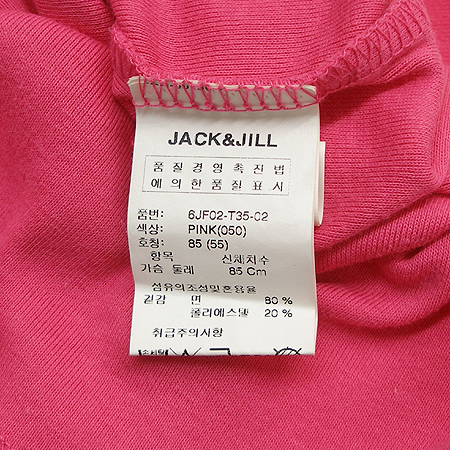 JACK&JILL
품질경영촉진법
에 의한 품질표시
품번: 6JF02-T35-02
색상: PINK(050)
호칭: 85 (55)
항목 신체치수
가슴 둘레 85 Cm
섬유의조성및혼용율
겉감 면 80 %
폴리에스텔 20 %
취급주의사항